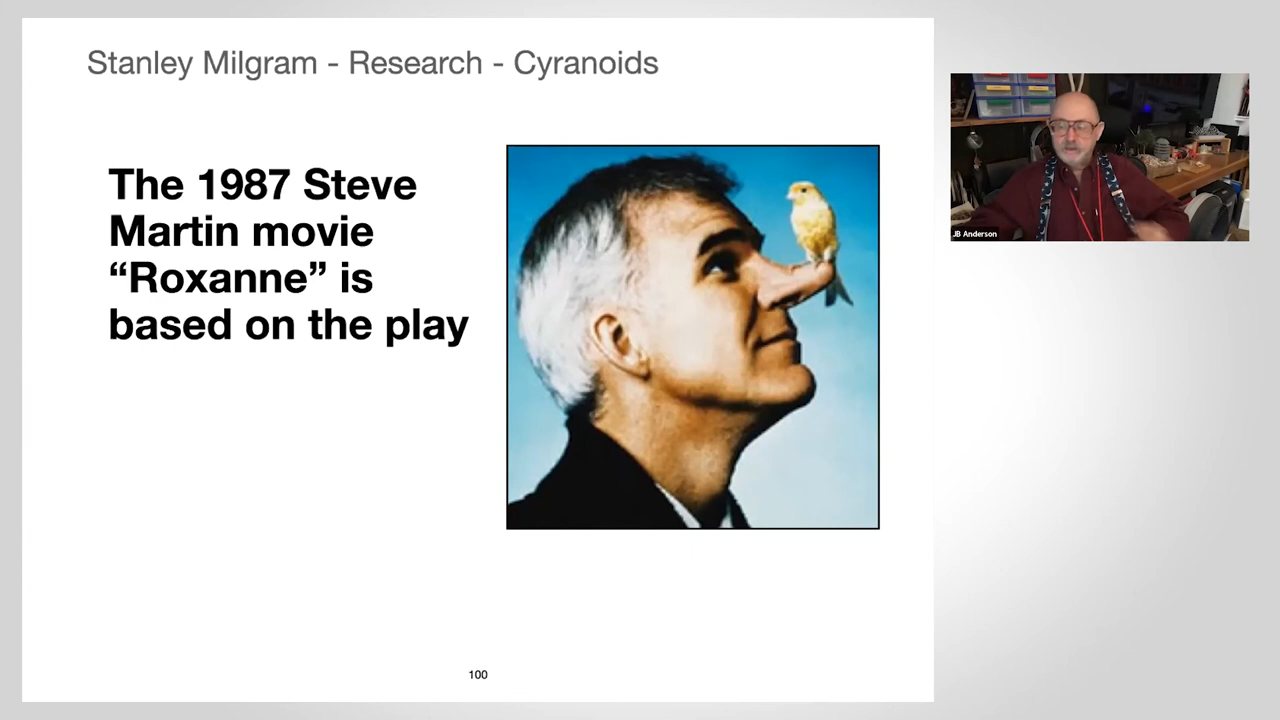 Stanley Milgram - Research - Cyranoids
The 1987 Steve
Martin movie
“Roxanne” is
based on the play
100
JB Anderson